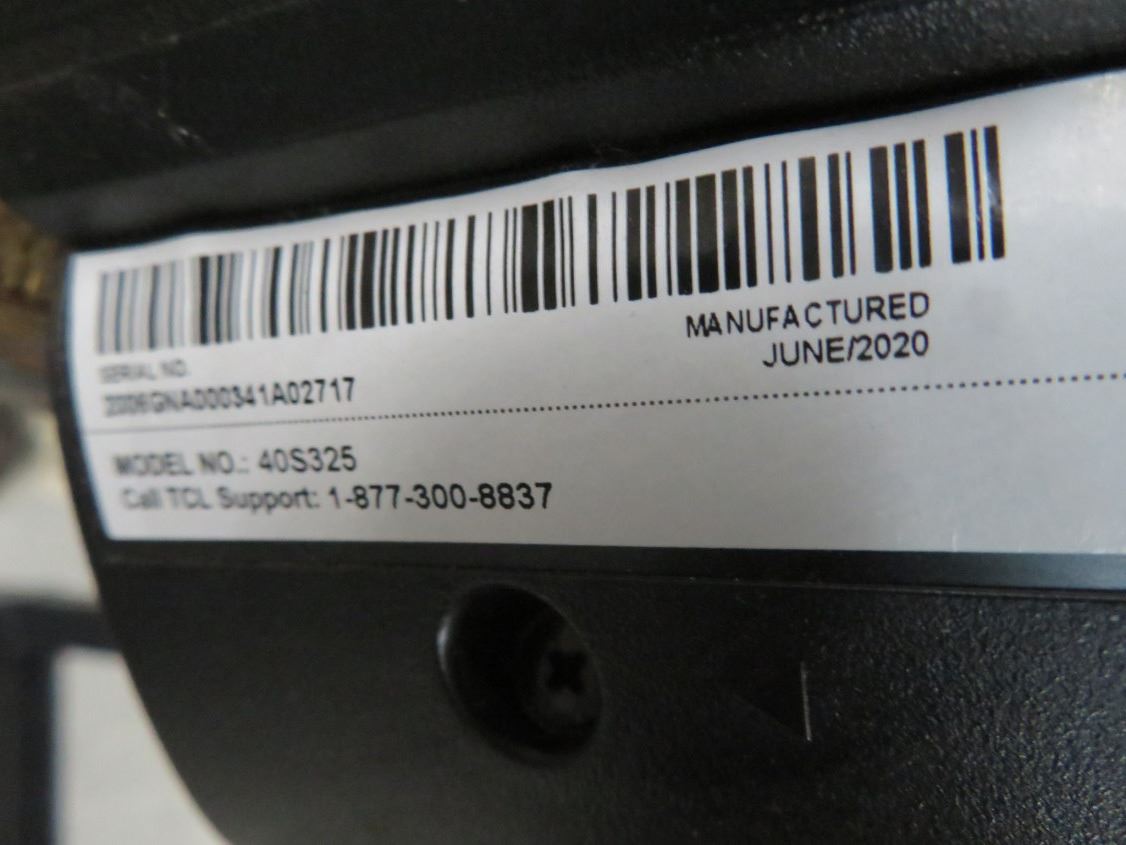 SERIAL NO.
2006GNA000341A02717
MANUFACTURED
JUNE/2020
MODEL NO.: 40S325
Call TCL Support: 1-877-300-8837